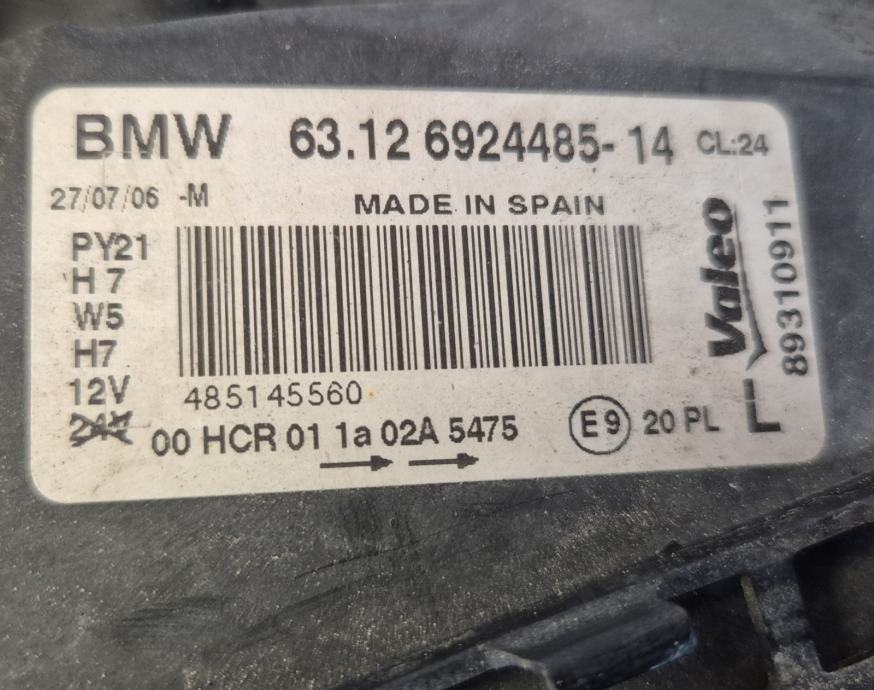 BMW 63.12 6924485-14 CL:24
27/07/06 -M MADE IN SPAIN
PY21
H7
W5
H7
12V
24V
485145560
00 HCR 01 1a 02A 5475
E9 20 PL L
Valeo
89310911